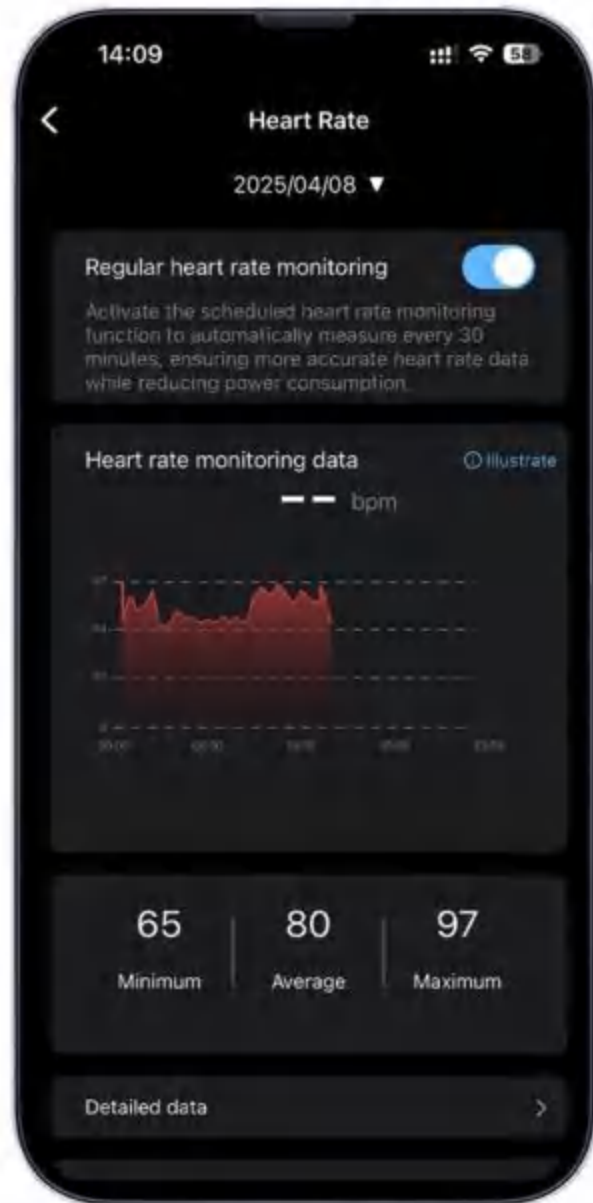 14:09
58
Heart Rate
2025/04/08 ▼
Regular heart rate monitoring
Activate the scheduled heart rate monitoring
function to automatically measure every 30
minutes, ensuring more accurate heart rate data
while reducing power consumption.
Heart rate monitoring data
Illustrate
-- bpm
65
80
97
Minimum
Average
Maximum
Detailed data